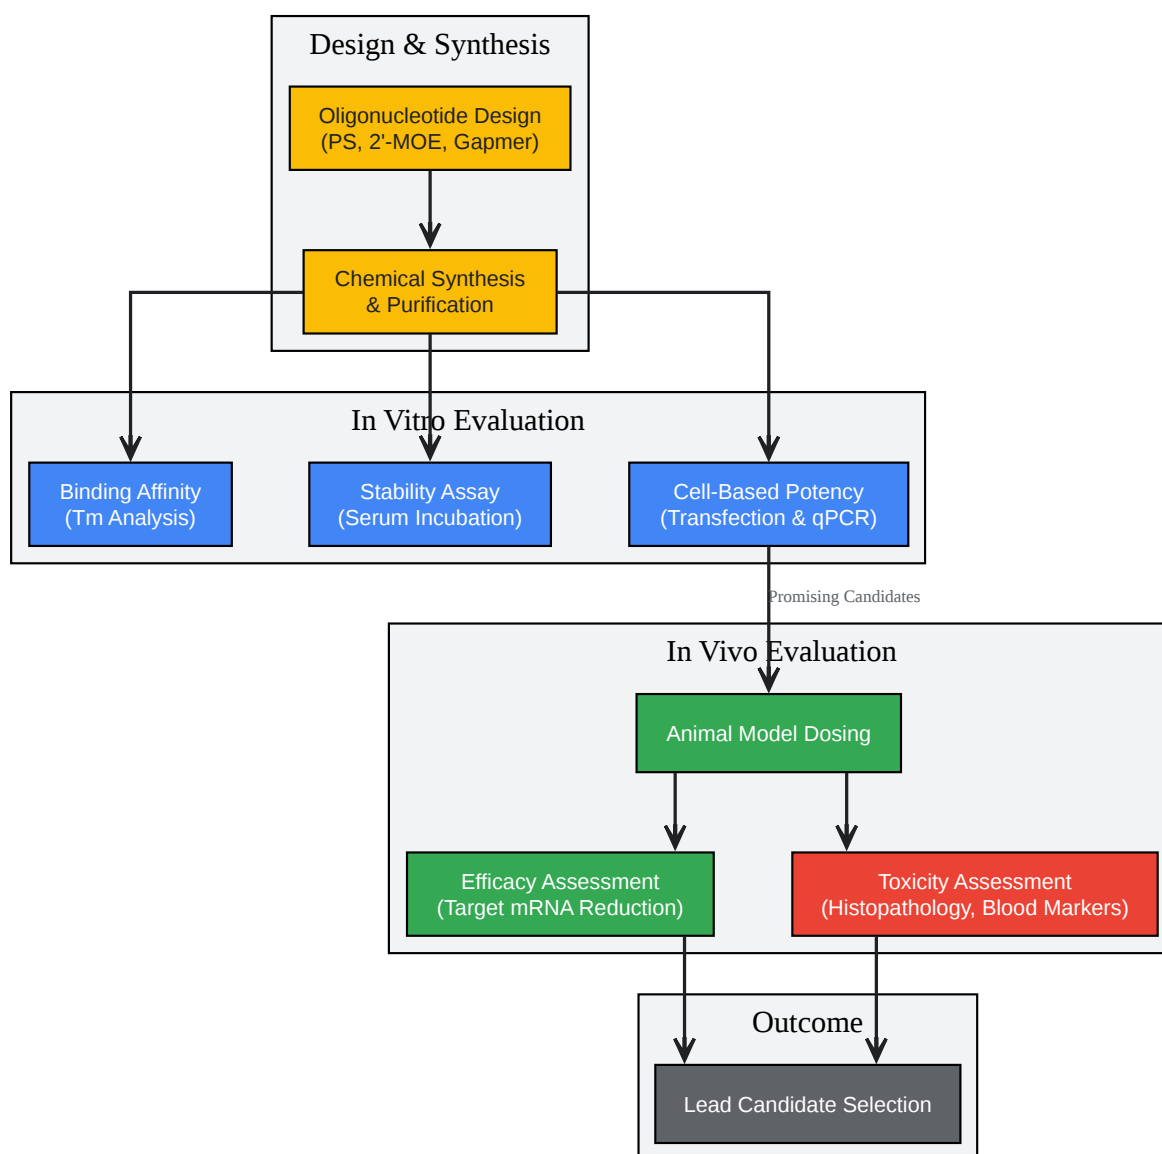 Design & Synthesis
Oligonucleotide Design
(PS, 2'-MOE, Gapmer)
Chemical Synthesis
& Purification
In Vitro Evaluation
Binding Affinity
(Tm Analysis)
Stability Assay
(Serum Incubation)
Cell-Based Potency
(Transfection & qPCR)
Promising Candidates
In Vivo Evaluation
Animal Model Dosing
Efficacy Assessment
(Target mRNA Reduction)
Toxicity Assessment
(Histopathology, Blood Markers)
Outcome
Lead Candidate Selection